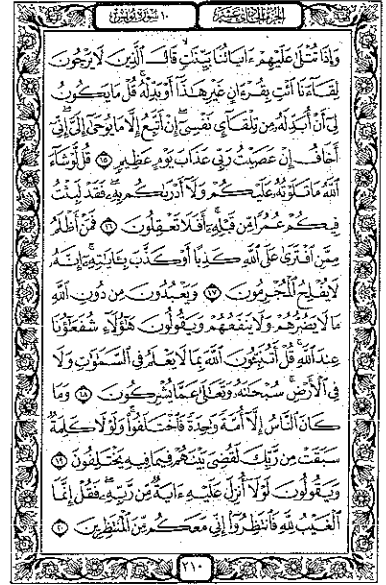 الجزء الحادي عشر
١٠ سورة يونس
وَإِذَا تُتْلَىٰ عَلَيْهِمْ ءَايَاتُنَا بَيِّنَٰتٍ قَالَ ٱلَّذِينَ لَا يَرْجُونَ
لِقَآءَنَا ٱئْتِ بِقُرْءَانٍ غَيْرِ هَٰذَآ أَوْ بَدِّلْهُ قُلْ مَا يَكُونُ
لِىٓ أَنْ أُبَدِّلَهُۥ مِن تِلْقَآئِ نَفْسِىٓ إِنْ أَتَّبِعُ إِلَّا مَا يُوحَىٰٓ إِلَىَّ إِنِّىٓ
أَخَافُ إِنْ عَصَيْتُ رَبِّى عَذَابَ يَوْمٍ عَظِيمٍ ١٥ قُل لَّوْ شَآءَ
ٱللَّهُ مَا تَلَوْتُهُۥ عَلَيْكُمْ وَلَآ أَدْرَىٰكُم بِهِۦ فَقَدْ لَبِثْتُ
فِيكُمْ عُمُرًا مِّن قَبْلِهِۦٓ أَفَلَا تَعْقِلُونَ ١٦ فَمَنْ أَظْلَمُ
مِمَّنِ ٱفْتَرَىٰ عَلَى ٱللَّهِ كَذِبًا أَوْ كَذَّبَ بِـَٔايَٰتِهِۦٓ إِنَّهُۥ
لَا يُفْلِحُ ٱلْمُجْرِمُونَ ١٧ وَيَعْبُدُونَ مِن دُونِ ٱللَّهِ
مَا لَا يَضُرُّهُمْ وَلَا يَنفَعُهُمْ وَيَقُولُونَ هَٰٓؤُلَآءِ شُفَعَٰٓؤُنَا
عِندَ ٱللَّهِ قُلْ أَتُنَبِّـُٔونَ ٱللَّهَ بِمَا لَا يَعْلَمُ فِى ٱلسَّمَٰوَٰتِ وَلَا
فِى ٱلْأَرْضِ سُبْحَٰنَهُۥ وَتَعَٰلَىٰ عَمَّا يُشْرِكُونَ ١٨ وَمَا
كَانَ ٱلنَّاسُ إِلَّآ أُمَّةً وَٰحِدَةً فَٱخْتَلَفُوا۟ وَلَوْلَا كَلِمَةٌ
سَبَقَتْ مِن رَّبِّكَ لَقُضِىَ بَيْنَهُمْ فِيمَا فِيهِ يَخْتَلِفُونَ ١٩
وَيَقُولُونَ لَوْلَآ أُنزِلَ عَلَيْهِ ءَايَةٌ مِّن رَّبِّهِۦ فَقُلْ إِنَّمَا
ٱلْغَيْبُ لِلَّهِ فَٱنتَظِرُوٓا۟ إِنِّى مَعَكُم مِّنَ ٱلْمُنتَظِرِينَ ٢٠
٢١٠